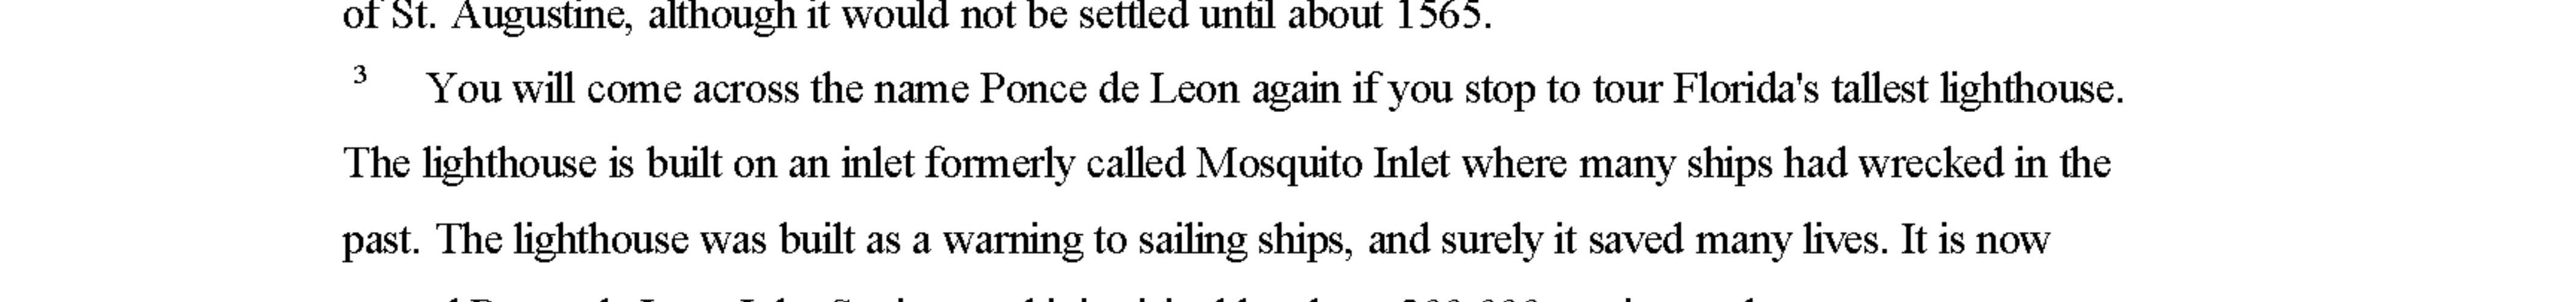 of St. Augustine, although it would not be settled until about 1565.
3 You will come across the name Ponce de Leon again if you stop to tour Florida's tallest lighthouse.
The lighthouse is built on an inlet formerly called Mosquito Inlet where many ships had wrecked in the
past. The lighthouse was built as a warning to sailing ships, and surely it saved many lives. It is now